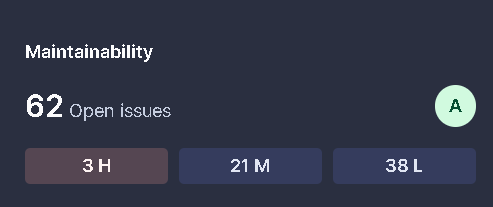 Maintainability
62 Open issues
A
3 H
21 M
38 L